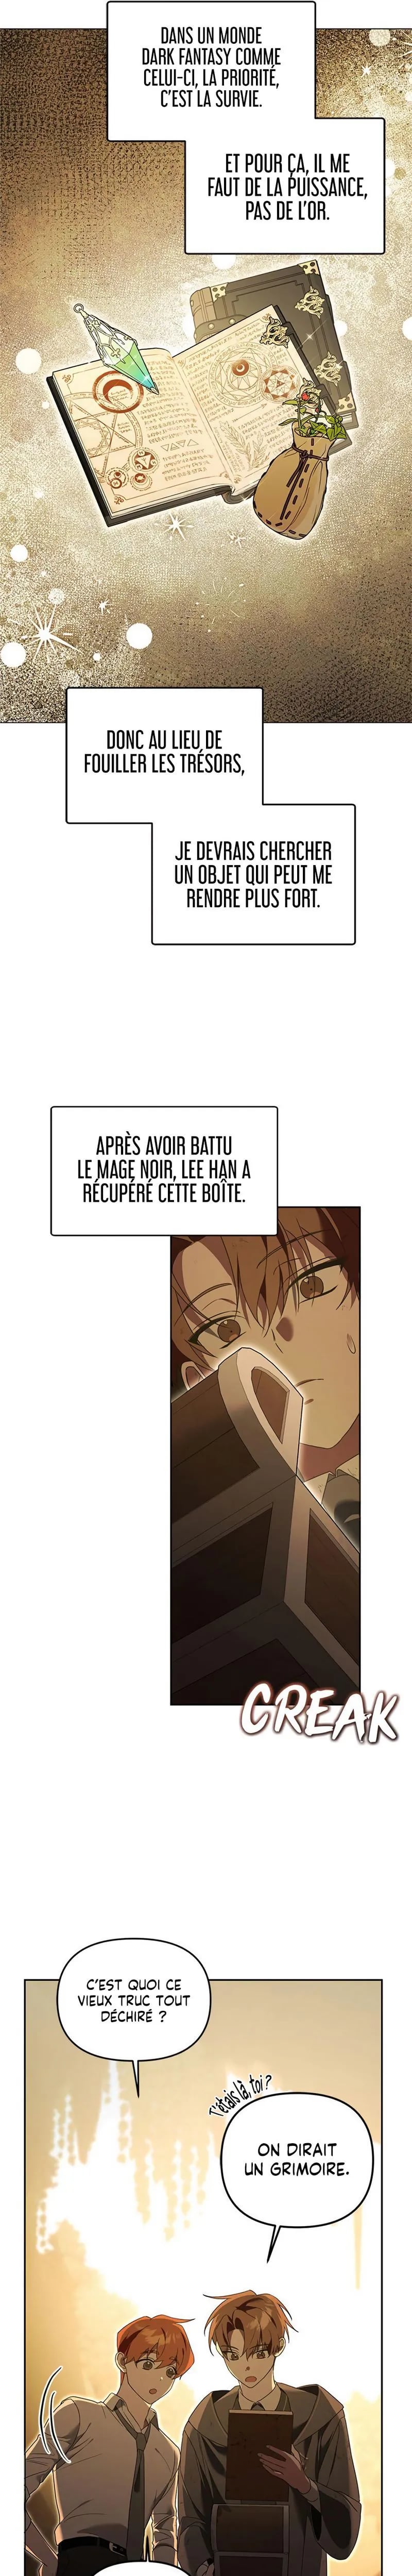 DANS UN MONDE
DARK FANTASY COMME
CELUI-CI, LA PRIORITÉ,
C'EST LA SURVIE.
ET POUR ÇA, IL ME
FAUT DE LA PUISSANCE,
PAS DE L'OR.
DONC AU LIEU DE
FOUILLER LES TRÉSORS,
JE DEVRAIS CHERCHER
UN OBJET QUI PEUT ME
RENDRE PLUS FORT.
APRÈS AVOIR BATTU
LE MAGE NOIR, LEE HAN A
RÉCUPÉRÉ CETTE BOÎTE.
CREAK
C'EST QUOI CE
VIEUX TRUC TOUT
DÉCHIRÉ ?
T'étais là, toi ?
ON DIRAIT
UN GRIMOIRE.